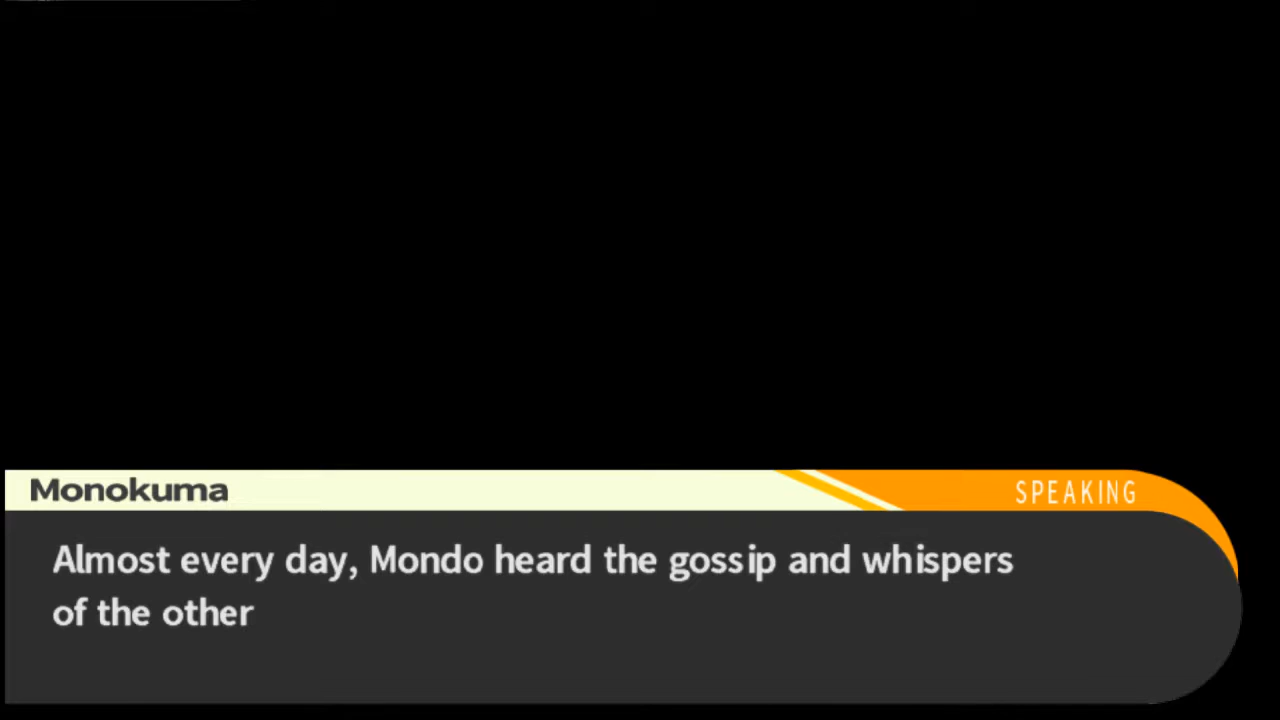 Monokuma
SPEAKING
Almost every day, Mondo heard the gossip and whispers
of the other